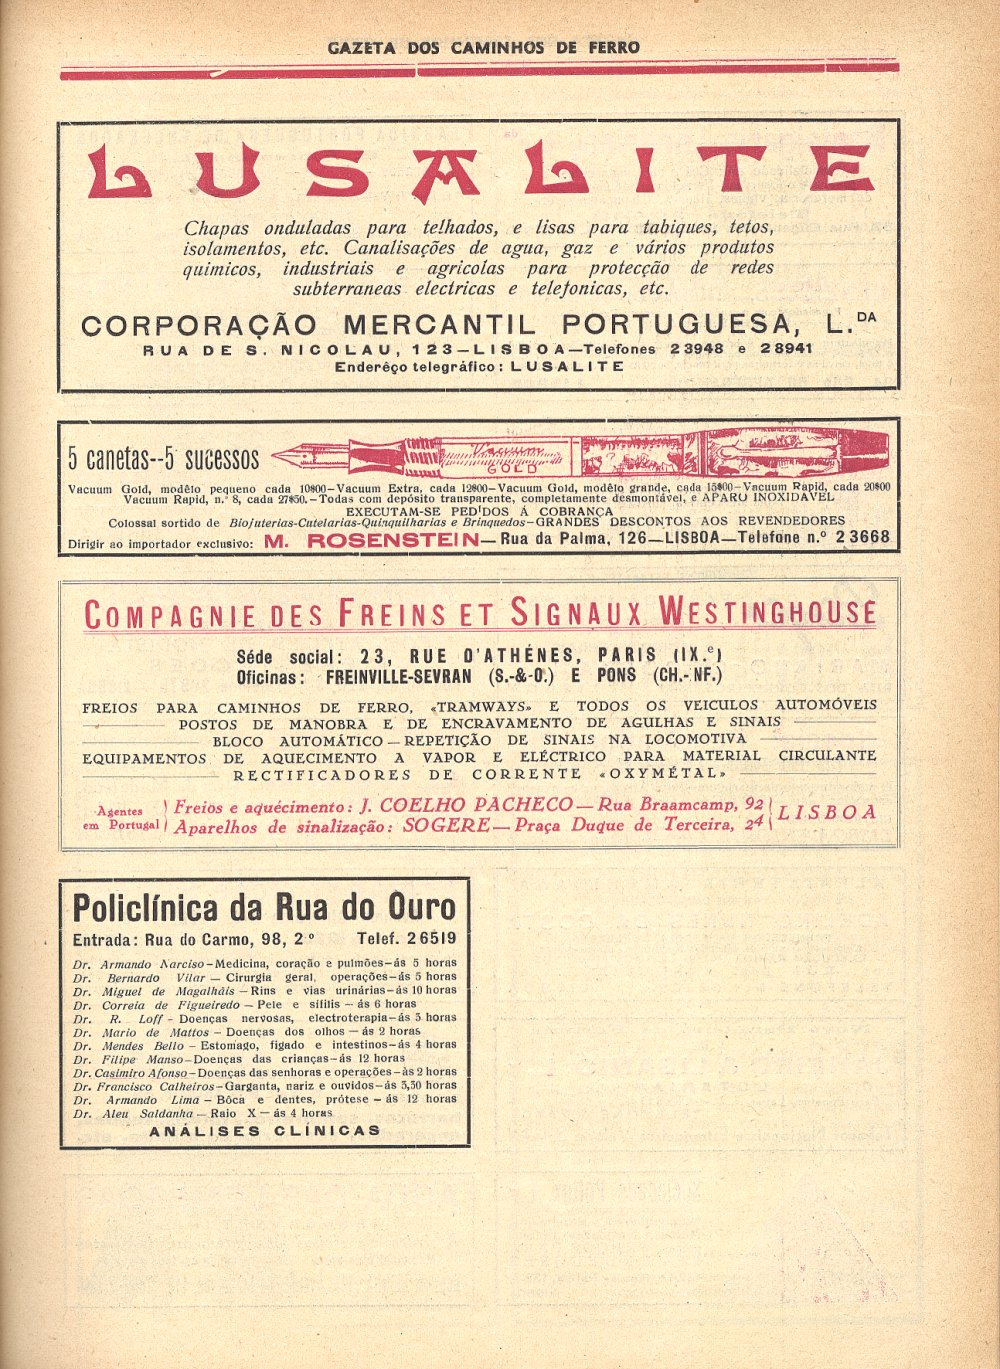 GAZETA DOS CAMINHOS DE FERRO
LUSALITE
Chapas onduladas para telhados, e lisas para tabiques, tetos,
isolamentos, etc. Canalisações de agua, gaz e vários produtos
quimicos, industriais e agricolas para protecção de redes
subterraneas electricas e telefonicas, etc.
CORPORAÇÃO MERCANTIL PORTUGUESA, L.DA
RUA DE S. NICOLAU, 123—LISBOA—Telefones 23948 e 28941
Enderêço telegráfico: LUSALITE
5 canetas--5 sucessos
Vacuum
GOLD
Vacuum Gold, modêlo pequeno cada 10$00—Vacuum Extra, cada 12$00—Vacuum Gold, modêlo grande, cada 15$00—Vacuum Rapid, cada 20$00
Vacuum Rapid, n.º 8, cada 27$50.—Todas com depósito transparente, completamente desmontável, e APARO INOXIDAVEL
EXECUTAM-SE PEDIDOS Á COBRANÇA
Colossal sortido de Biojuterias-Cutelarias-Quinquilharias e Brinquedos—GRANDES DESCONTOS AOS REVENDEDORES
Dirigir ao importador exclusivo: M. ROSENSTEIN—Rua da Palma, 126—LISBOA—Telefone n.º 23668
COMPAGNIE DES FREINS ET SIGNAUX WESTINGHOUSE
Séde social: 23, RUE D'ATHÉNES, PARIS (IX.e)
Oficinas: FREINVILLE-SEVRAN (S.-&-O.) E PONS (CH.-NF.)
FREIOS PARA CAMINHOS DE FERRO, «TRAMWAYS» E TODOS OS VEICULOS AUTOMÓVEIS
POSTOS DE MANOBRA E DE ENCRAVAMENTO DE AGULHAS E SINAIS
BLOCO AUTOMÁTICO — REPETIÇÃO DE SINAIS NA LOCOMOTIVA
EQUIPAMENTOS DE AQUECIMENTO A VAPOR E ELÉCTRICO PARA MATERIAL CIRCULANTE
RECTIFICADORES DE CORRENTE «OXYMÉTAL»
Agentes em Portugal
Freios e aquécimento: J. COELHO PACHECO—Rua Braamcamp, 92
Aparelhos de sinalização: SOGERE—Praça Duque de Terceira, 24
LISBOA
Policlínica da Rua do Ouro
Entrada: Rua do Carmo, 98, 2º Telef. 26519
Dr. Armando Narciso—Medicina, coração e pulmões—ás 5 horas
Dr. Bernardo Vilar — Cirurgia geral, operações—ás 5 horas
Dr. Miguel de Magalhãis — Rins e vias urinárias—ás 10 horas
Dr. Correia de Figueiredo — Pele e sífilis — ás 6 horas
Dr. R. Loff - Doenças nervosas, electroterapia—ás 5 horas
Dr. Mario de Mattos — Doenças dos olhos — ás 2 horas
Dr. Mendes Bello — Estomago, figado e intestinos—ás 4 horas
Dr. Filipe Manso—Doenças das crianças—ás 12 horas
Dr. Casimiro Afonso—Doenças das senhoras e operações—ás 2 horas
Dr. Francisco Calheiros—Garganta, nariz e ouvidos—ás 3,30 horas
Dr. Armando Lima — Bôca e dentes, prótese — ás 12 horas
Dr. Aleu Saldanha — Raio X — ás 4 horas
ANÁLISES CLÍNICAS